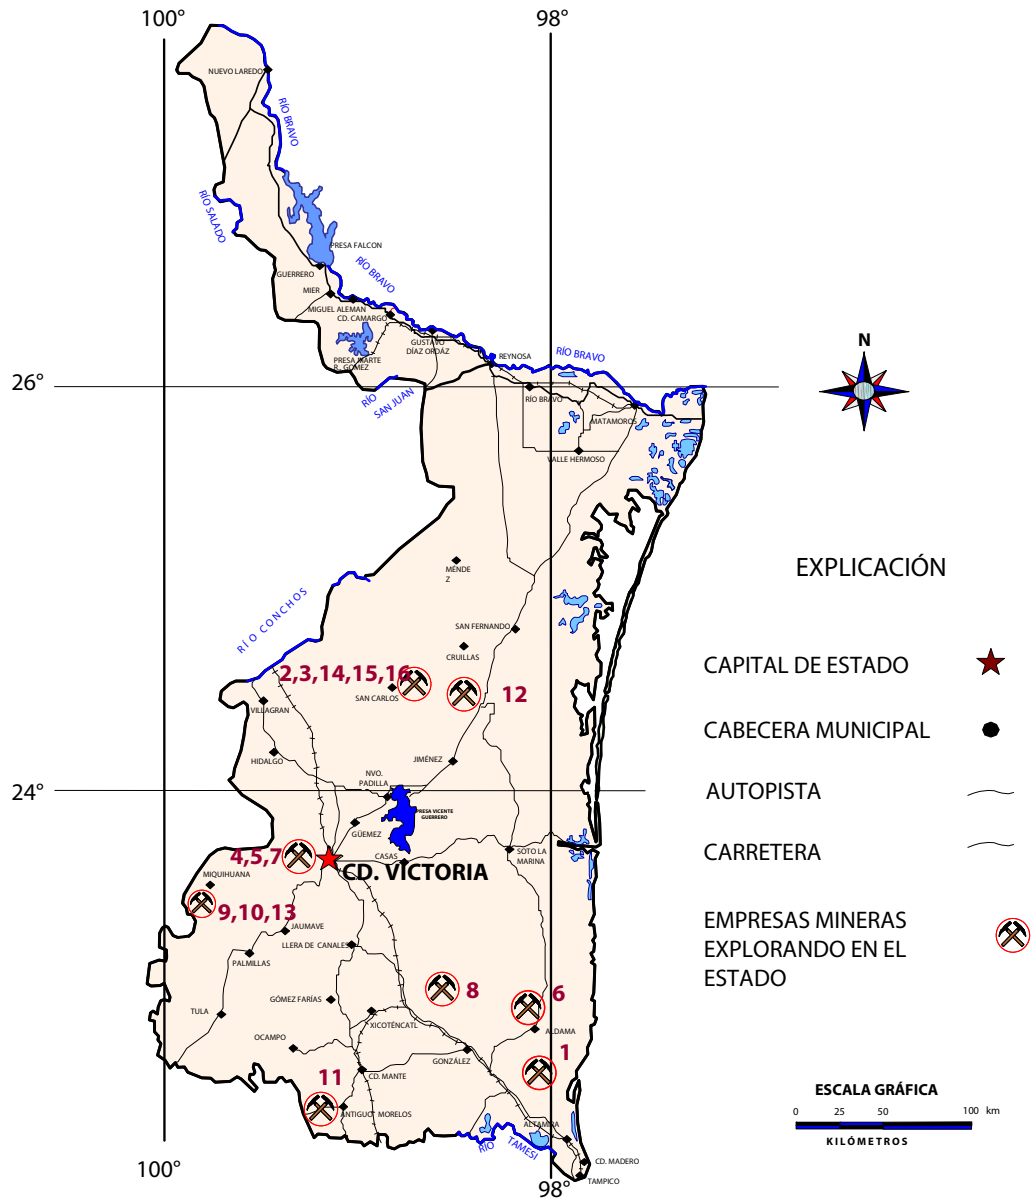 100°
98°
NUEVO LAREDO
RÍO BRAVO
RÍO SALADO
PRESA FALCON
RÍO BRAVO
GUERRERO
MIER
MIGUEL ALEMAN
CD. CAMARGO
GUSTAVO
DÍAZ ORDÁZ
PRESA MARTE
R. GOMEZ
REYNOSA
RÍO BRAVO
N
26°
RÍO
SAN JUAN
RÍO BRAVO
MATAMOROS
VALLE HERMOSO
MÉNDE
Z
EXPLICACIÓN
RÍO CONCHOS
SAN FERNANDO
CRUILLAS
2,3,14,15,16
SAN CARLOS
12
CAPITAL DE ESTADO
VILLAGRAN
CABECERA MUNICIPAL
HIDALGO
JIMÉNEZ
NVO.
PADILLA
24°
AUTOPISTA
PRESA VICENTE
GUERRERO
GÜEMEZ
CARRETERA
4,5,7
CASAS
SOTO LA
MARINA
CD. VICTORIA
MIQUIHUANA
9,10,13
EMPRESAS MINERAS
EXPLORANDO EN EL
ESTADO
JAUMAVE
LLERA DE CANALES
PALMILLAS
8
6
GÓMEZ FARÍAS
TULA
XICOTÉNCATL
ALDAMA
OCAMPO
1
GONZÁLEZ
11
CD. MANTE
ESCALA GRÁFICA
0 25 50 100 km
KILÓMETROS
ANTIGUO MORELOS
ALTAMIRA
RÍO
TAMESI
CD. MADERO
TAMPICO
100°
98°